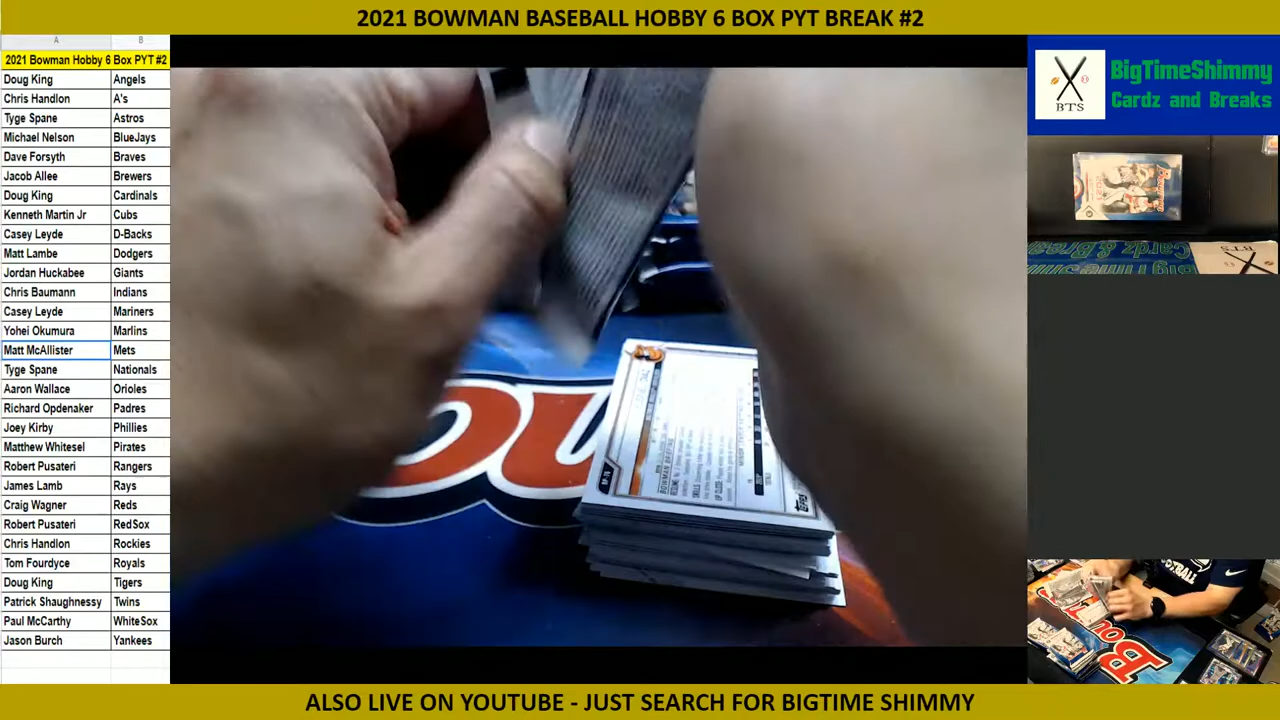 2021 BOWMAN BASEBALL HOBBY 6 BOX PYT BREAK #2
A B
2021 Bowman Hobby 6 Box PYT #2
Doug King Angels
Chris Handlon A's
Tyge Spane Astros
Michael Nelson BlueJays
Dave Forsyth Braves
Jacob Allee Brewers
Doug King Cardinals
Kenneth Martin Jr Cubs
Casey Leyde D-Backs
Matt Lambe Dodgers
Jordan Huckabee Giants
Chris Baumann Indians
Casey Leyde Mariners
Yohei Okumura Marlins
Matt McAllister Mets
Tyge Spane Nationals
Aaron Wallace Orioles
Richard Opdenaker Padres
Joey Kirby Phillies
Matthew Whitesel Pirates
Robert Pusateri Rangers
James Lamb Rays
Craig Wagner Reds
Robert Pusateri RedSox
Chris Handlon Rockies
Tom Fourdyce Royals
Doug King Tigers
Patrick Shaughnessy Twins
Paul McCarthy WhiteSox
Jason Burch Yankees
BTS
BigTimeShimmy
Cardz and Breaks
ALSO LIVE ON YOUTUBE - JUST SEARCH FOR BIGTIME SHIMMY